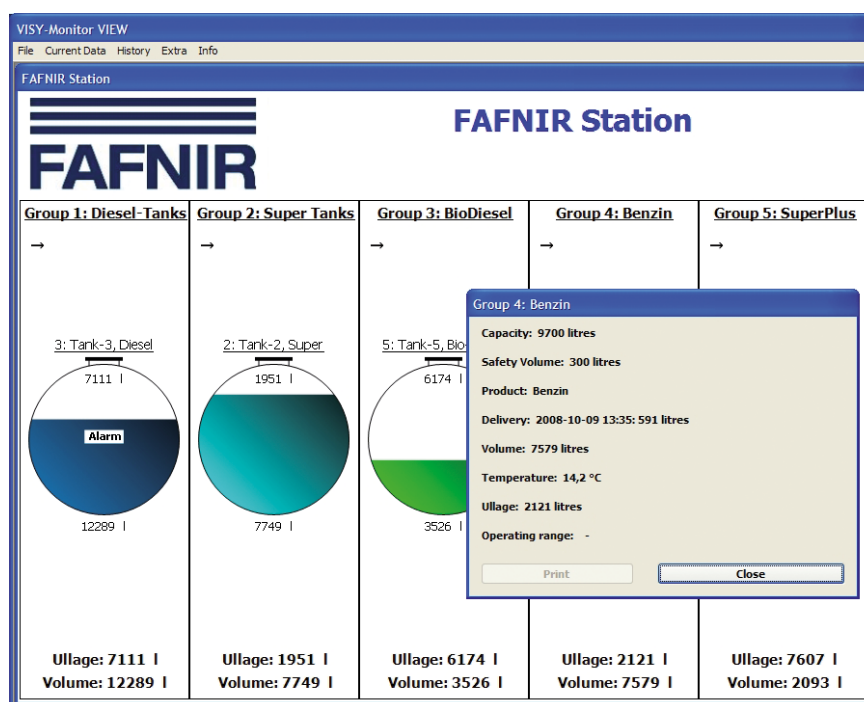 VISY-Monitor VIEW
File Current Data History Extra Info
FAFNIR Station
FAFNIR
FAFNIR Station
Group 1: Diesel-Tanks
Group 2: Super Tanks
Group 3: BioDiesel
Group 4: Benzin
Group 5: SuperPlus
→ → → → →
3: Tank-3, Diesel
7111 l
Alarm
12289 l
2: Tank-2, Super
1951 l
7749 l
5: Tank-5, Bio-
6174 l
3526 l
Group 4: Benzin
Capacity: 9700 litres
Safety Volume: 300 litres
Product: Benzin
Delivery: 2008-10-09 13:35: 591 litres
Volume: 7579 litres
Temperature: 14,2 °C
Ullage: 2121 litres
Operating range: -
Print
Close
Ullage: 7111 l
Volume: 12289 l
Ullage: 1951 l
Volume: 7749 l
Ullage: 6174 l
Volume: 3526 l
Ullage: 2121 l
Volume: 7579 l
Ullage: 7607 l
Volume: 2093 l